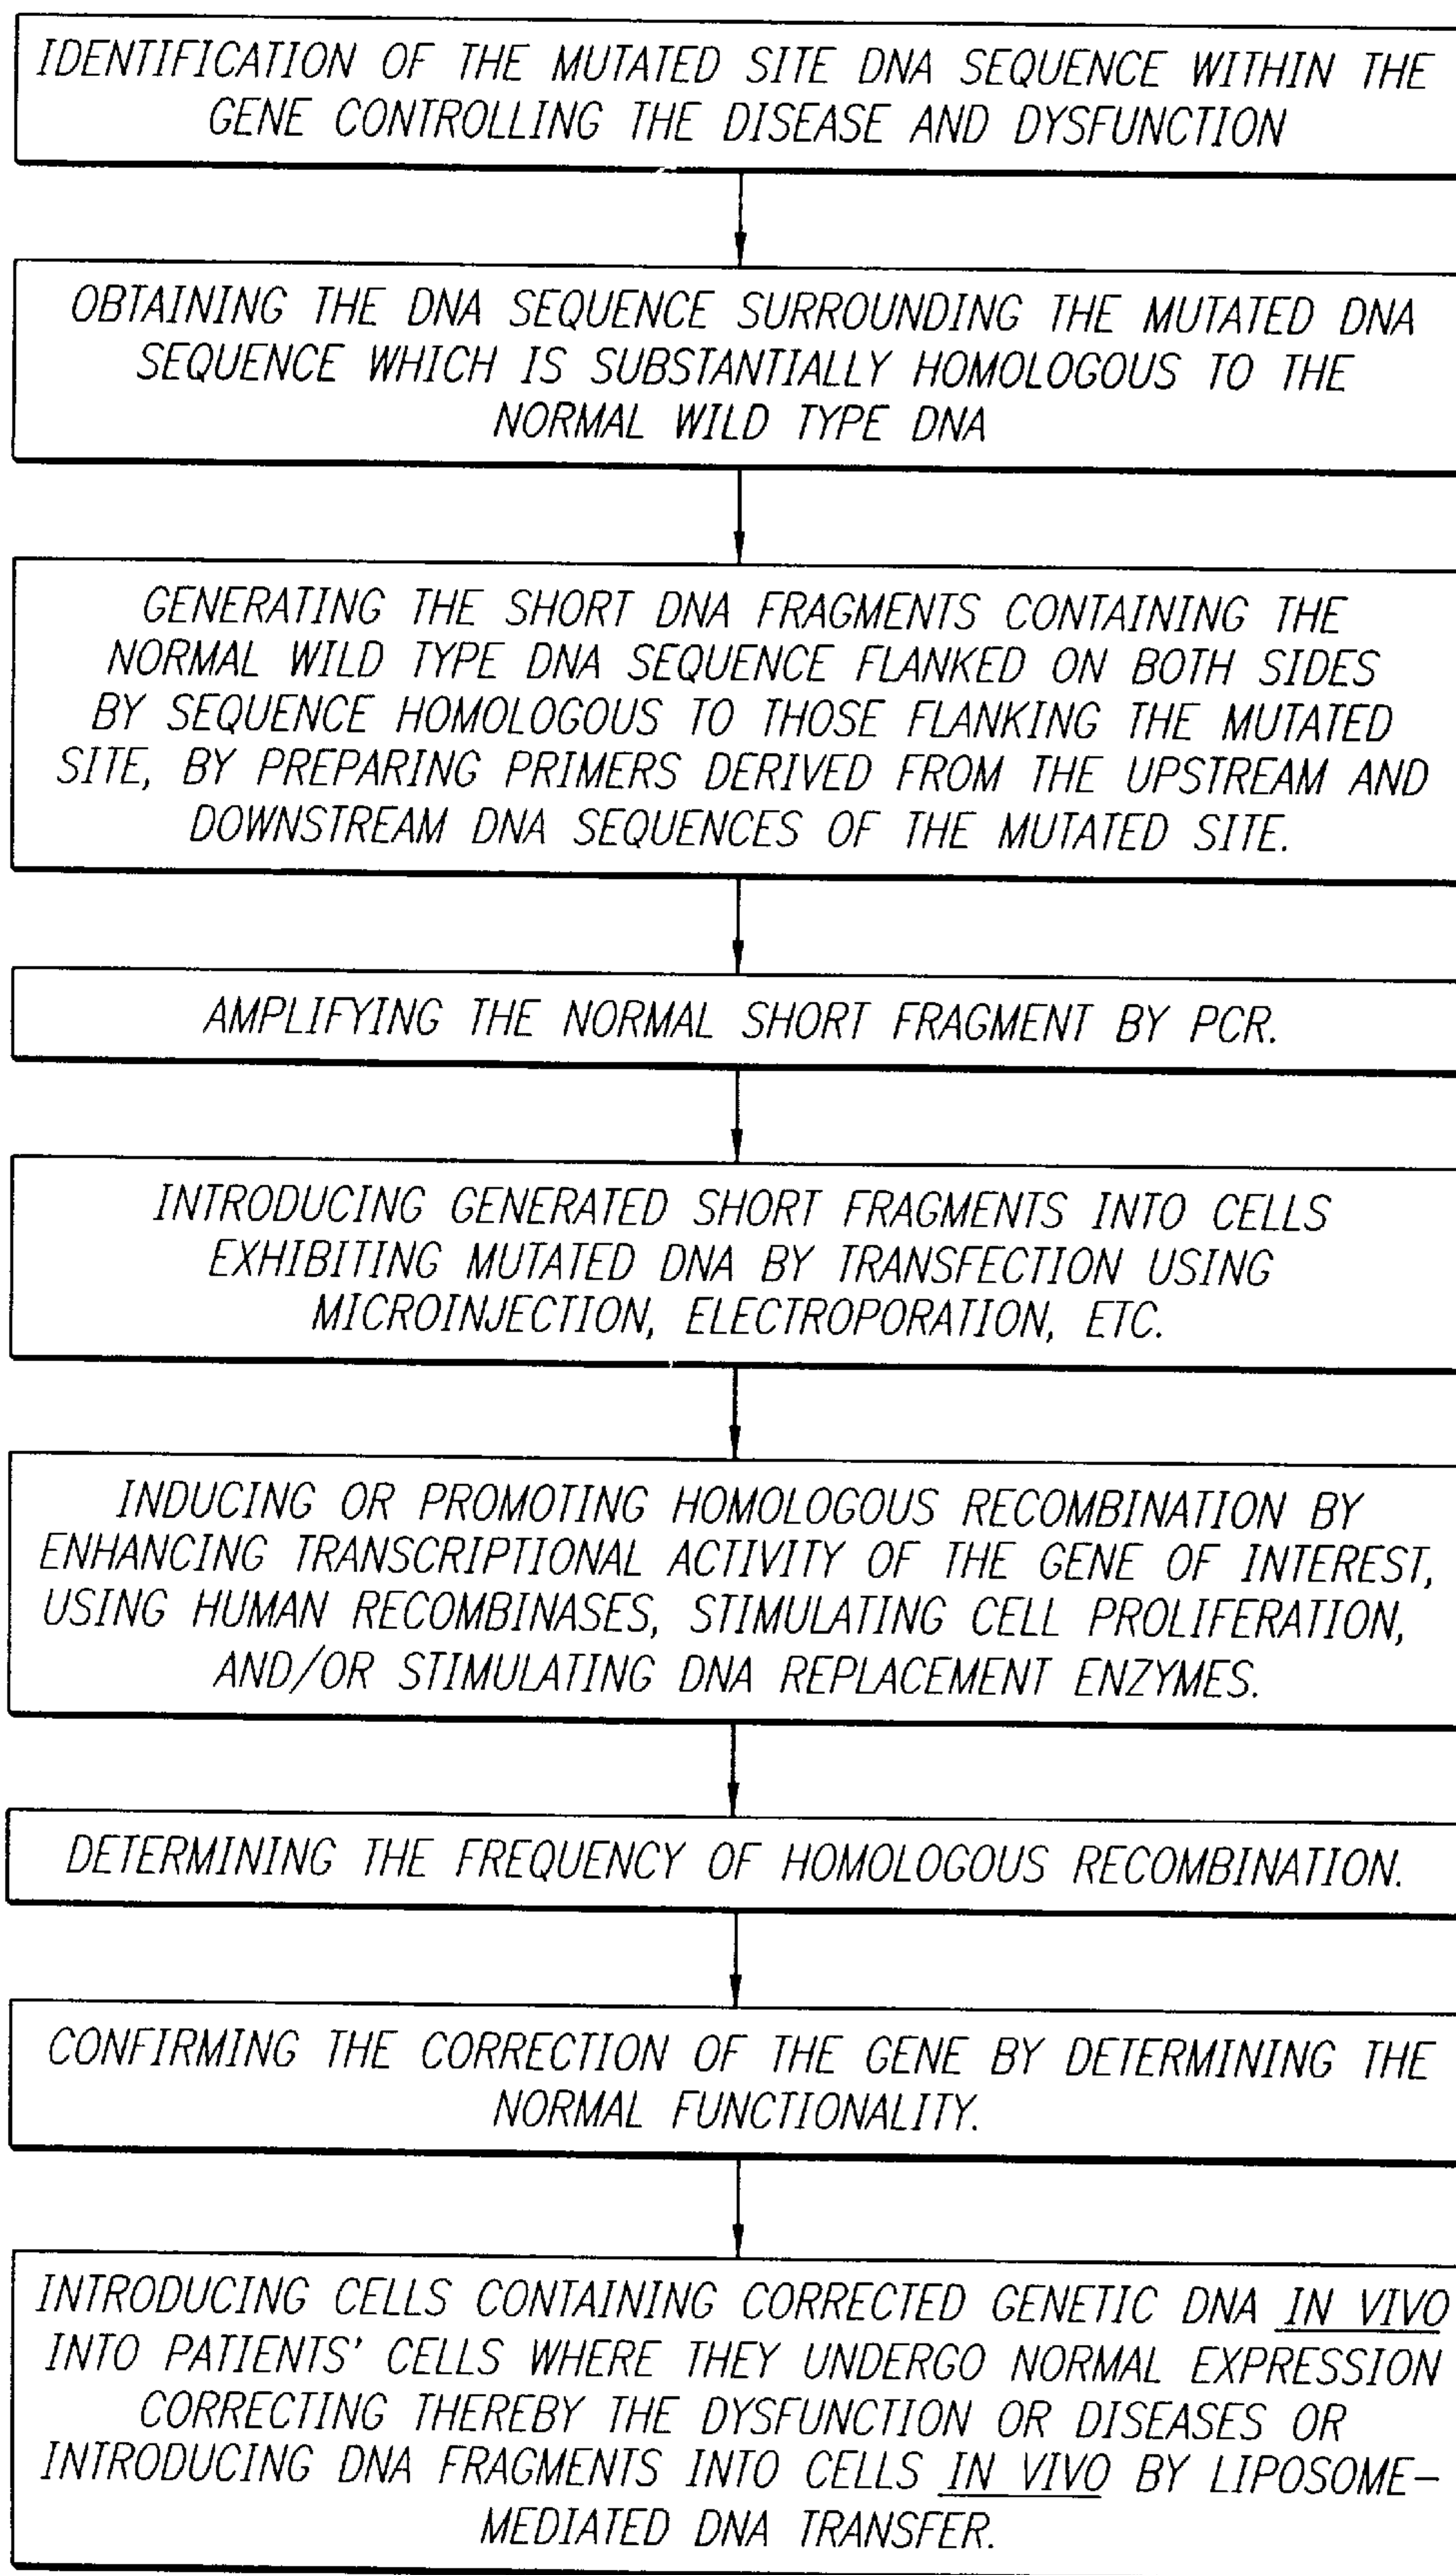 IDENTIFICATION OF THE MUTATED SITE DNA SEQUENCE WITHIN THE
GENE CONTROLLING THE DISEASE AND DYSFUNCTION
OBTAINING THE DNA SEQUENCE SURROUNDING THE MUTATED DNA
SEQUENCE WHICH IS SUBSTANTIALLY HOMOLOGOUS TO THE
NORMAL WILD TYPE DNA
GENERATING THE SHORT DNA FRAGMENTS CONTAINING THE
NORMAL WILD TYPE DNA SEQUENCE FLANKED ON BOTH SIDES
BY SEQUENCE HOMOLOGOUS TO THOSE FLANKING THE MUTATED
SITE, BY PREPARING PRIMERS DERIVED FROM THE UPSTREAM AND
DOWNSTREAM DNA SEQUENCES OF THE MUTATED SITE.
AMPLIFYING THE NORMAL SHORT FRAGMENT BY PCR.
INTRODUCING GENERATED SHORT FRAGMENTS INTO CELLS
EXHIBITING MUTATED DNA BY TRANSFECTION USING
MICROINJECTION, ELECTROPORATION, ETC.
INDUCING OR PROMOTING HOMOLOGOUS RECOMBINATION BY
ENHANCING TRANSCRIPTIONAL ACTIVITY OF THE GENE OF INTEREST,
USING HUMAN RECOMBINASES, STIMULATING CELL PROLIFERATION,
AND/OR STIMULATING DNA REPLACEMENT ENZYMES.
DETERMINING THE FREQUENCY OF HOMOLOGOUS RECOMBINATION.
CONFIRMING THE CORRECTION OF THE GENE BY DETERMINING THE
NORMAL FUNCTIONALITY.
INTRODUCING CELLS CONTAINING CORRECTED GENETIC DNA IN VIVO
INTO PATIENTS' CELLS WHERE THEY UNDERGO NORMAL EXPRESSION
CORRECTING THEREBY THE DYSFUNCTION OR DISEASES OR
INTRODUCING DNA FRAGMENTS INTO CELLS IN VIVO BY LIPOSOME-
MEDIATED DNA TRANSFER.